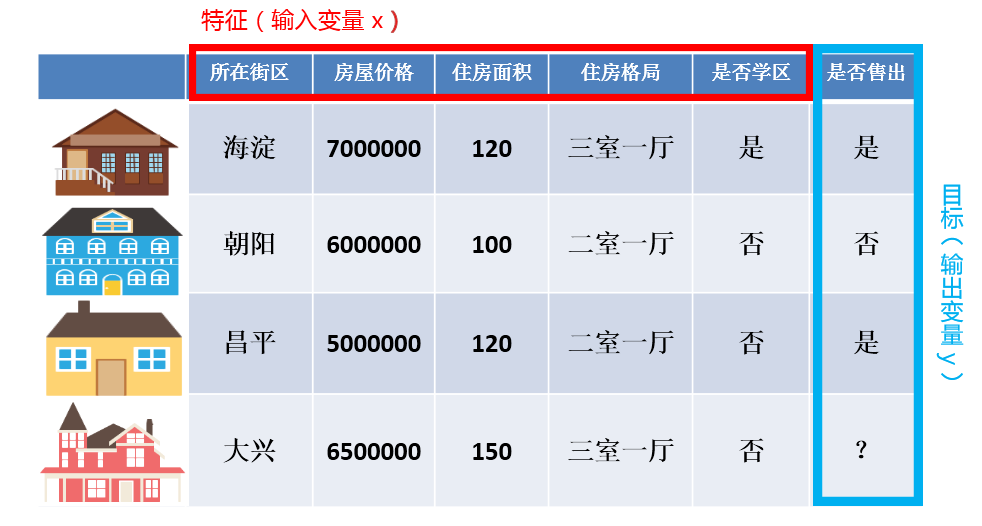 特征（输入变量 x ）
所在街区 房屋价格 住房面积 住房格局 是否学区 是否售出
海淀 7000000 120 三室一厅 是 是
朝阳 6000000 100 二室一厅 否 否
昌平 5000000 120 二室一厅 否 是
大兴 6500000 150 三室一厅 否 ?
目标（输出变量y）